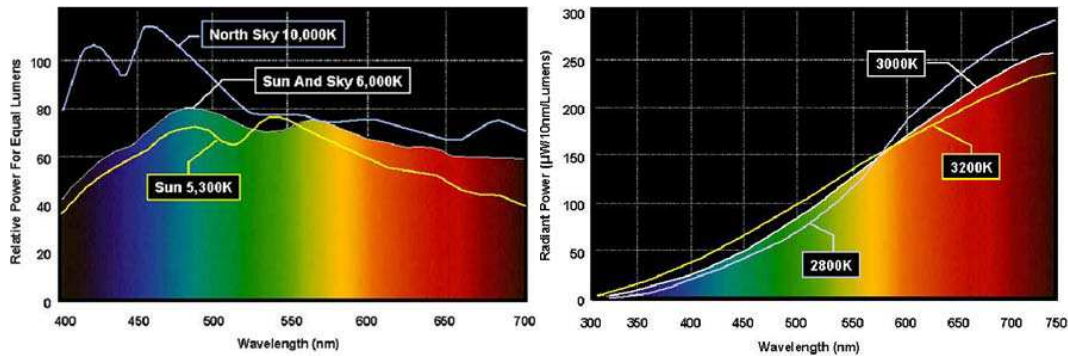 Relative Power For Equal Lumens
100
80
60
40
20
0
North Sky 10,000K
Sun And Sky 6,000K
Sun 5,300K
400 450 500 550 600 650 700
Wavelength (nm)
Radiant Power (µW/10nm/Lumens)
300
250
200
150
100
50
0
3000K
3200K
2800K
300 350 400 450 500 550 600 650 700 750
Wavelength (nm)